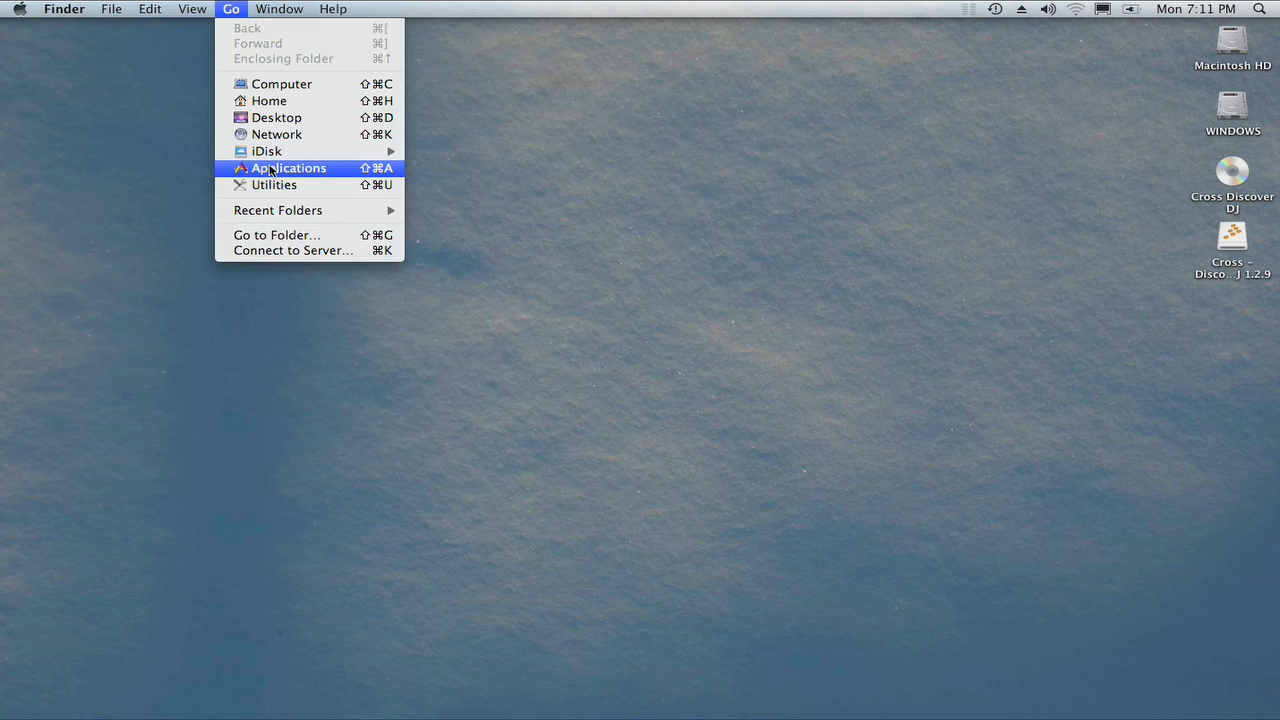 Finder File Edit View Go Window Help Mon 7:11 PM
Back ⌘[
Forward ⌘]
Enclosing Folder ⌘↑
Computer ⇧⌘C
Home ⇧⌘H
Desktop ⇧⌘D
Network ⇧⌘K
iDisk
Applications ⇧⌘A
Utilities ⇧⌘U
Recent Folders
Go to Folder... ⇧⌘G
Connect to Server... ⌘K
Macintosh HD
WINDOWS
Cross Discover
DJ
Cross –
Disco...J 1.2.9